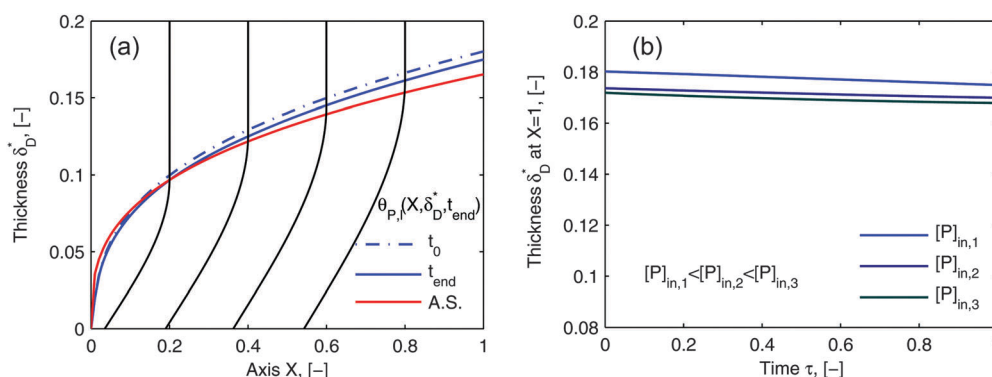 (a)
Thickness δ*D, [–]
0.2
0.15
0.1
0.05
0
θP,l(X,δ*D,tend)
t0
tend
A.S.
0 0.2 0.4 0.6 0.8 1
Axis X, [–]
(b)
Thickness δ*D at X=1, [–]
0.2
0.18
0.16
0.14
0.12
0.1
0.08
[P]in,1
[P]in,2
[P]in,3
[P]in,1<[P]in,2<[P]in,3
0 0.2 0.4 0.6 0.8 1
Time τ, [–]